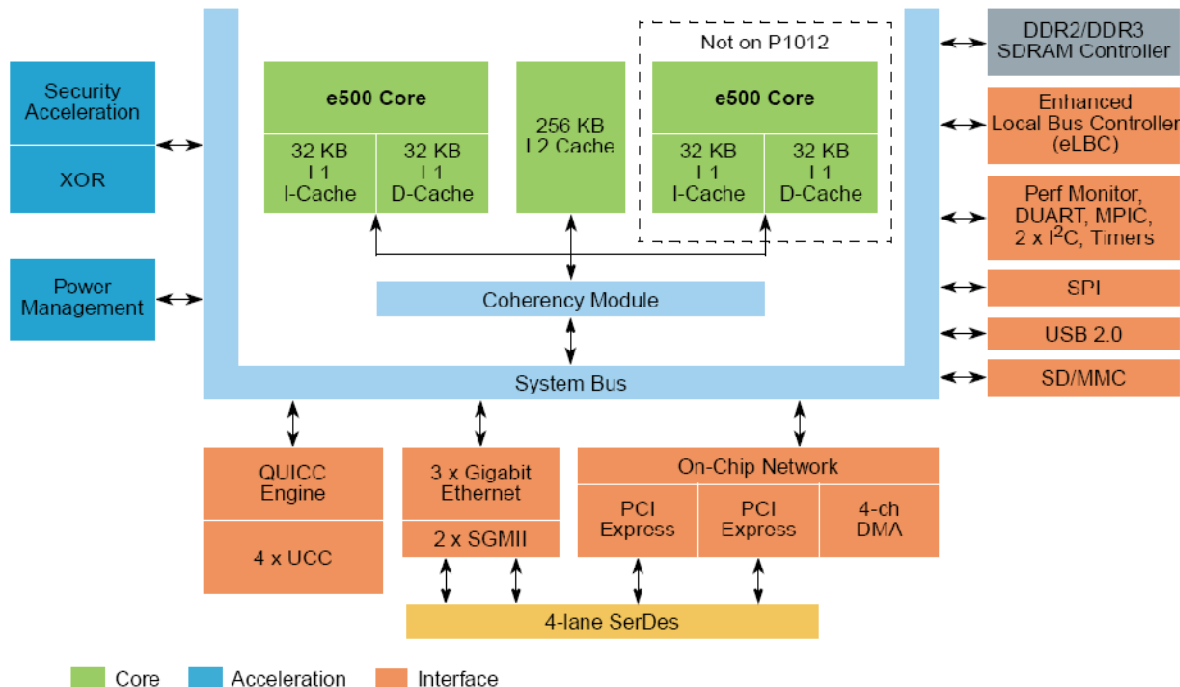 Not on P1012
DDR2/DDR3
SDRAM Controller
Security
Acceleration
XOR
e500 Core
32 KB
L1
I-Cache
32 KB
L1
D-Cache
256 KB
L2 Cache
e500 Core
32 KB
L1
I-Cache
32 KB
L1
D-Cache
Enhanced
Local Bus Controller
(eLBC)
Perf Monitor,
DUART, MPIC,
2 x I²C, Timers
Power
Management
Coherency Module
SPI
USB 2.0
SD/MMC
System Bus
QUICC
Engine
4 x UCC
3 x Gigabit
Ethernet
2 x SGMII
On-Chip Network
PCI
Express
PCI
Express
4-ch
DMA
4-lane SerDes
Core
Acceleration
Interface